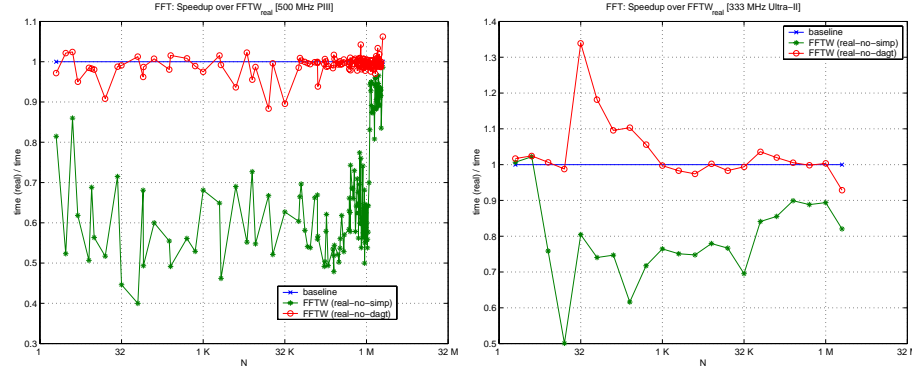 FFT: Speedup over FFTW_real [500 MHz PIII]
1.1
1
0.9
0.8
0.7
0.6
0.5
0.4
0.3
time (real) / time
baseline
FFTW (real-no-simp)
FFTW (real-no-dagt)
1 32 1 K 32 K 1 M 32 M
N
FFT: Speedup over FFTW_real [333 MHz Ultra-II]
1.4
1.3
1.2
1.1
1.0
0.9
0.8
0.7
0.6
0.5
time (real) / time
baseline
FFTW (real-no-simp)
FFTW (real-no-dagt)
1 32 1 K 32 K 1 M 32 M
N